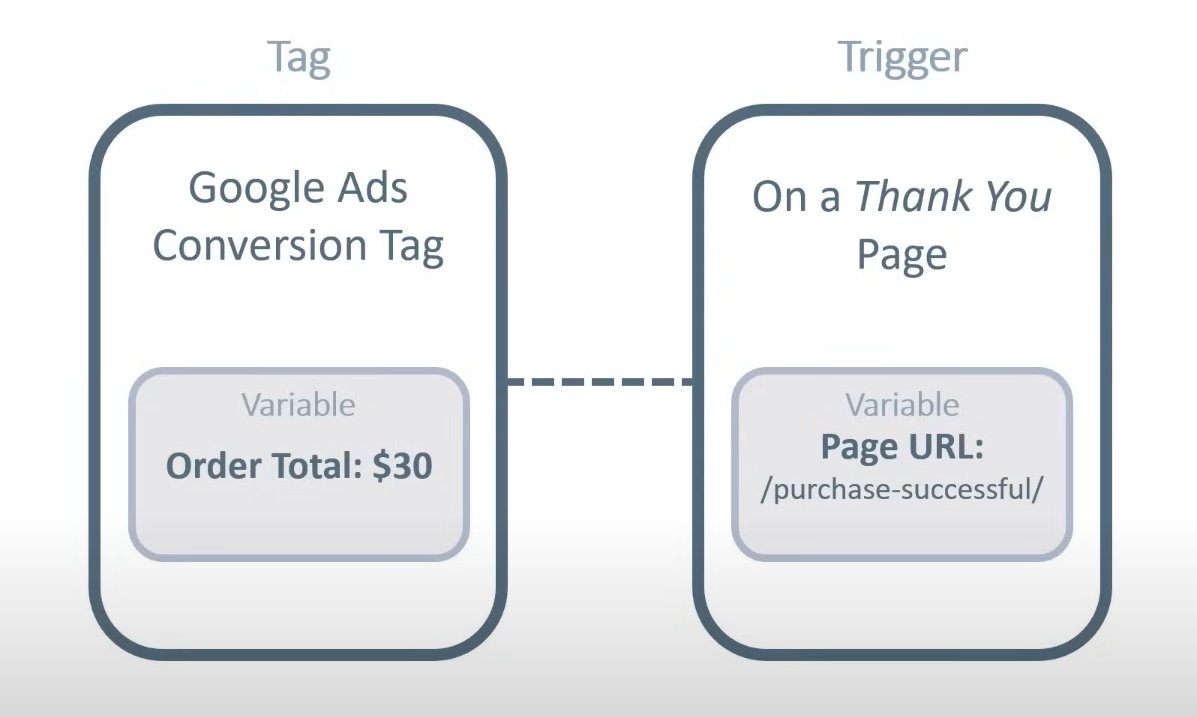 Tag
Google Ads
Conversion Tag
Variable
Order Total: $30
Trigger
On a Thank You
Page
Variable
Page URL:
/purchase-successful/